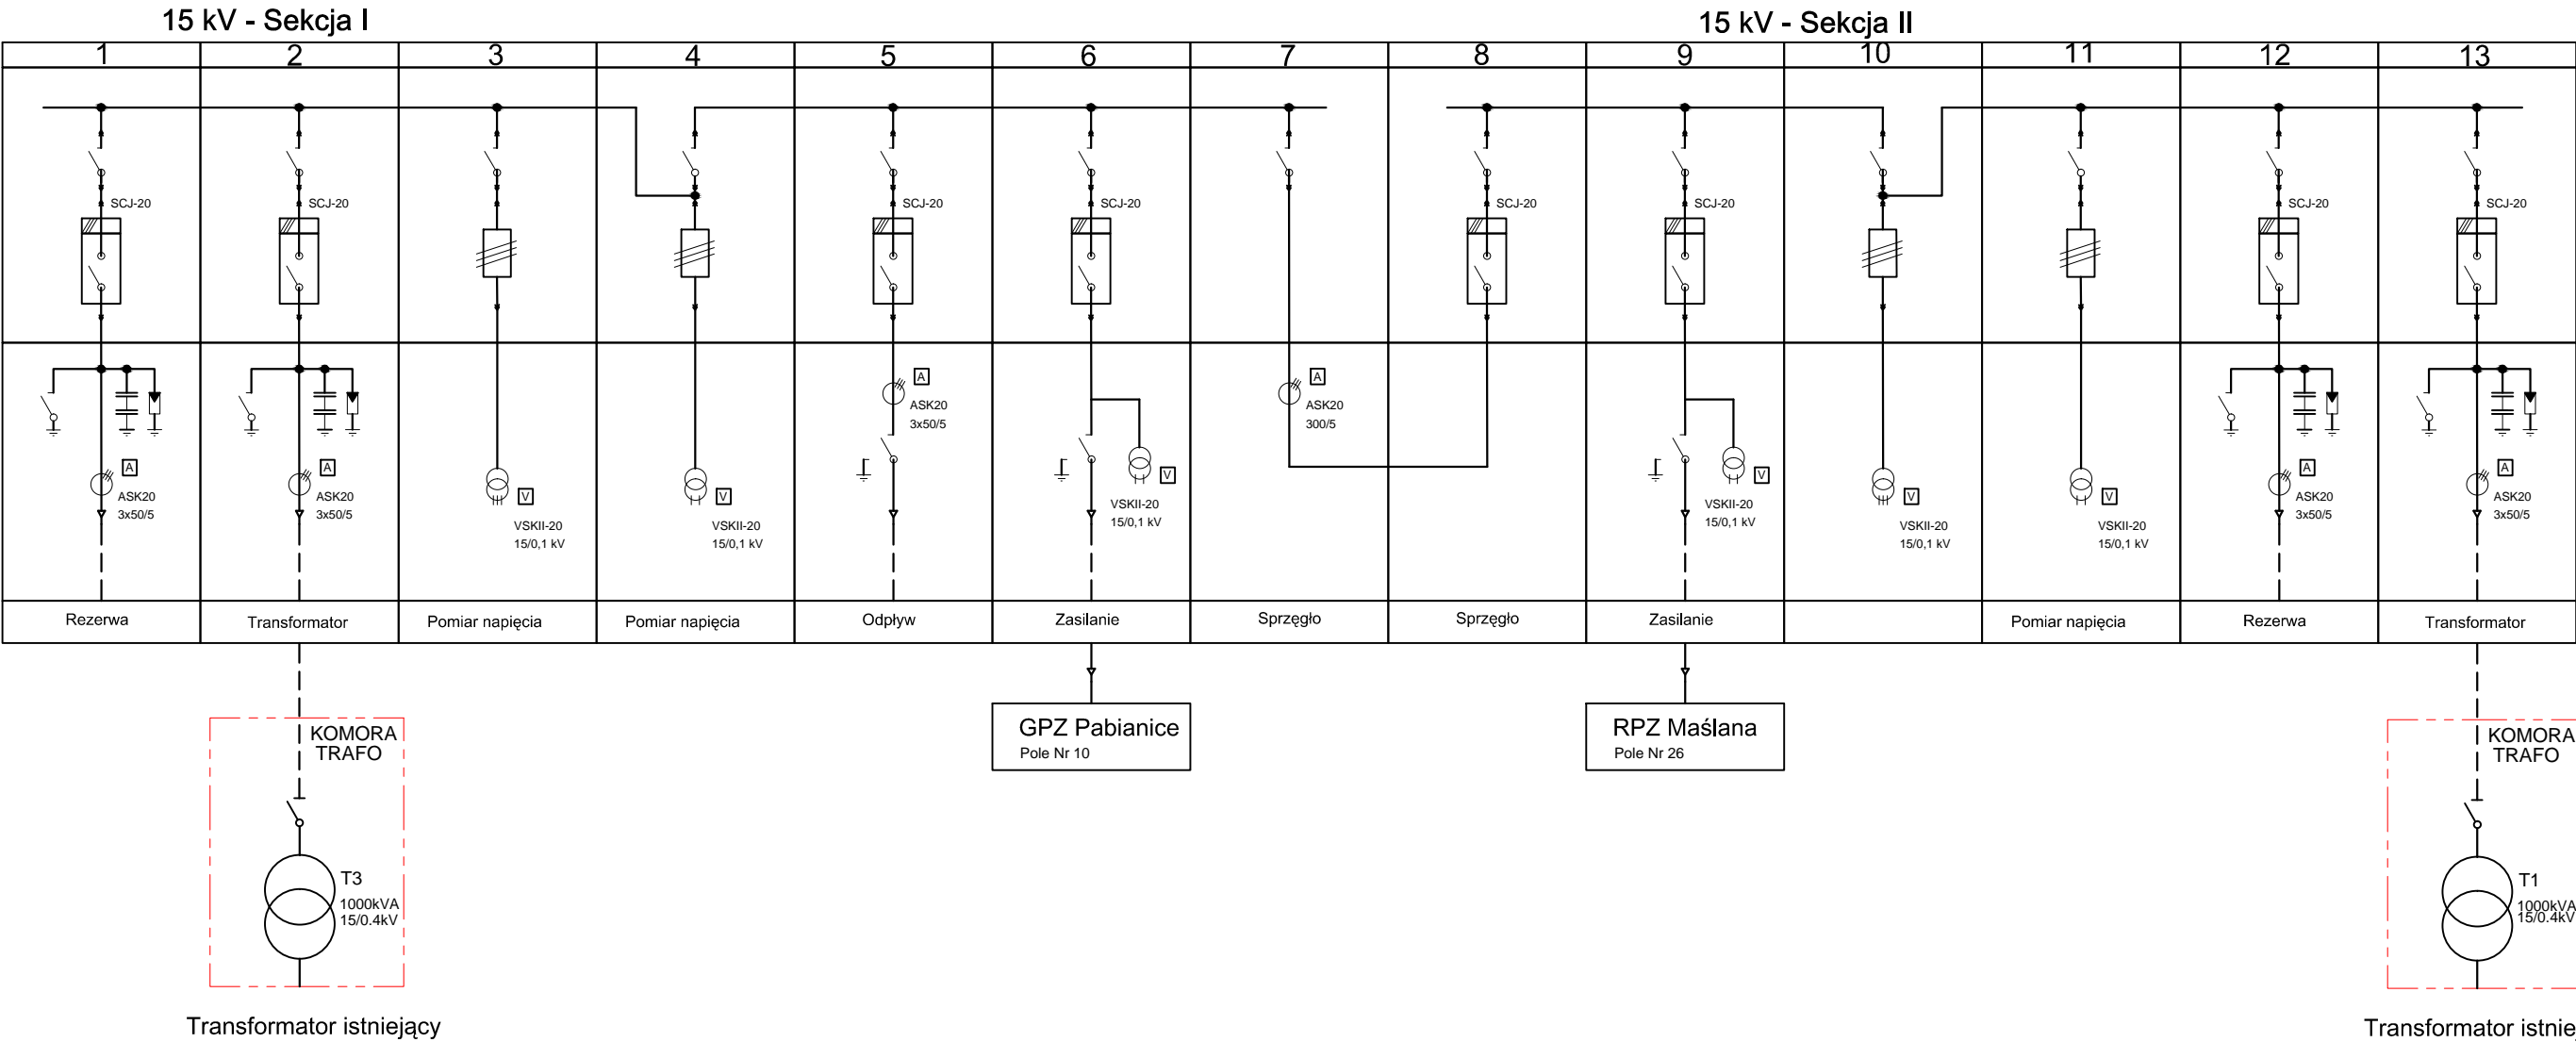 15 kV - Sekcja I
15 kV - Sekcja II
1 2 3 4 5 6 7 8 9 10 11 12 13
SCJ-20 SCJ-20 SCJ-20 SCJ-20 SCJ-20 SCJ-20 SCJ-20 SCJ-20
A A
ASK20 ASK20
3x50/5 300/5
A A V V V V V V A A
ASK20 ASK20 VSKII-20 VSKII-20 ASK20 ASK20
3x50/5 3x50/5 15/0,1 kV 15/0,1 kV 3x50/5 3x50/5
VSKII-20 VSKII-20 VSKII-20 VSKII-20
15/0,1 kV 15/0,1 kV 15/0,1 kV 15/0,1 kV
Rezerwa Transformator Pomiar napięcia Pomiar napięcia Odpływ Zasilanie Sprzęgło Sprzęgło Zasilanie Pomiar napięcia Rezerwa Transformator
GPZ Pabianice
Pole Nr 10
RPZ Maślana
Pole Nr 26
KOMORA
TRAFO
T3
1000kVA
15/0.4kV
Transformator istniejący
KOMORA
TRAFO
T1
1000kVA
15/0.4kV
Transformator istnie